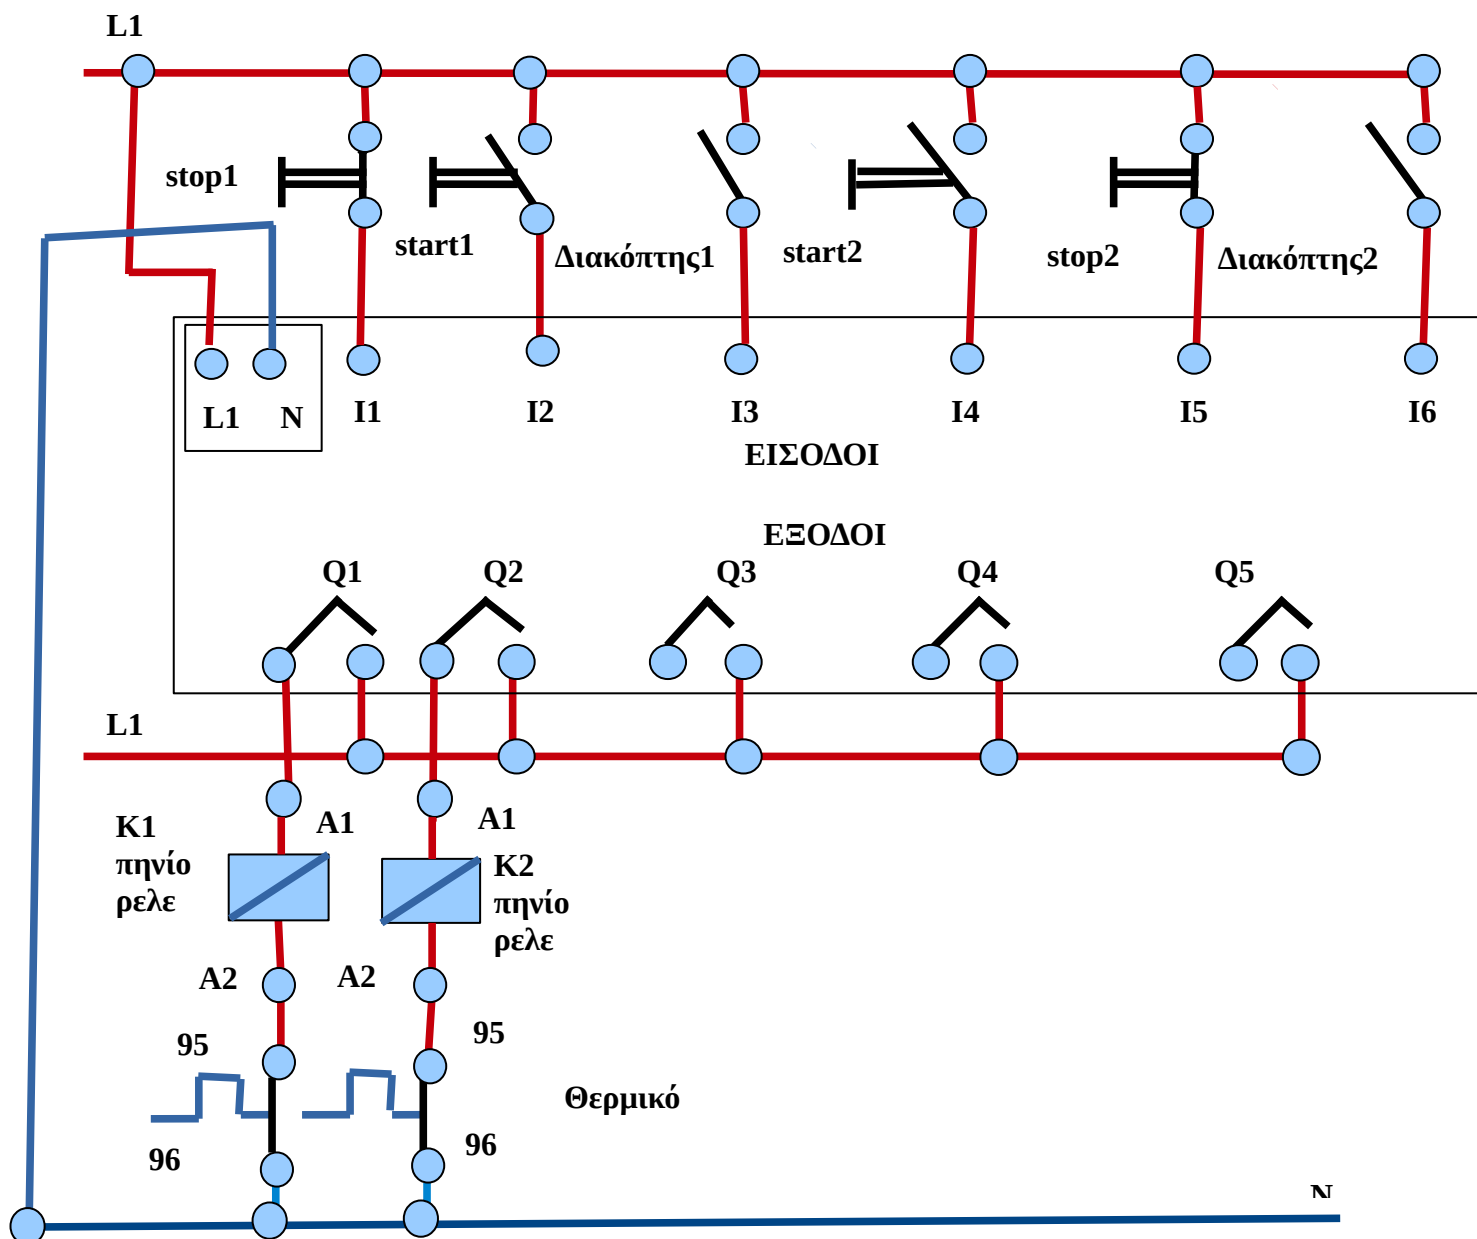 L1
stop1
start1
Διακόπτης1
start2
stop2
Διακόπτης2
L1
N
I1
I2
I3
I4
I5
I6
ΕΙΣΟΔΟΙ
ΕΞΟΔΟΙ
Q1
Q2
Q3
Q4
Q5
L1
K1
πηνίο
ρελε
A1
A1
K2
πηνίο
ρελε
A2
A2
95
95
Θερμικό
96
96
N